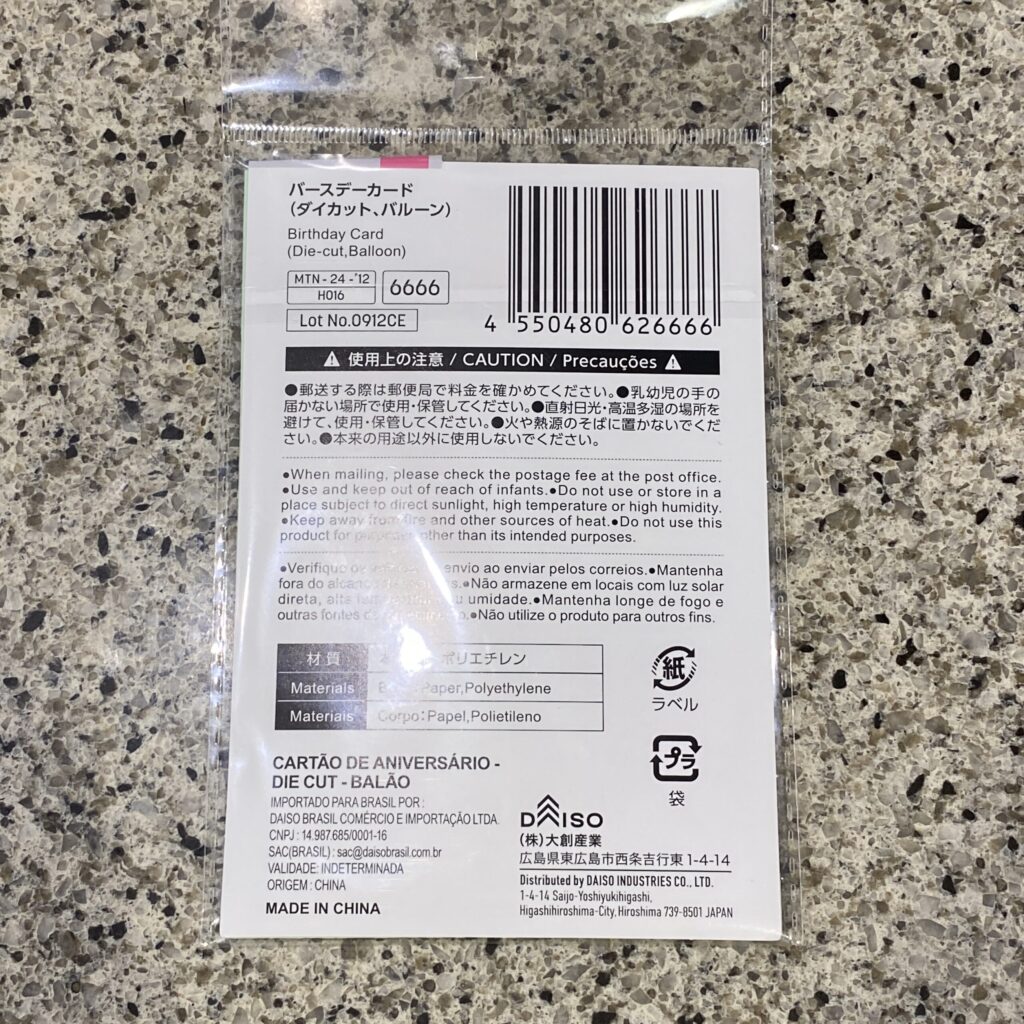 バースデーカード
(ダイカット、バルーン)
Birthday Card
(Die-cut,Balloon)
MTN - 24 - '12
H016
6666
Lot No.0912CE
4 550480 626666
使用上の注意 / CAUTION / Precauções
●郵送する際は郵便局で料金を確かめてください。●乳幼児の手の
届かない場所で使用・保管してください。●直射日光・高温多湿の場所を
避けて、使用・保管してください。●火や熱源のそばに置かないでくだ
さい。●本来の用途以外に使用しないでください。
●When mailing, please check the postage fee at the post office.
●Use and keep out of reach of infants.●Do not use or store in a
place subject to direct sunlight, high temperature or high humidity.
●Keep away from fire and other sources of heat.●Do not use this
product for purposes other than its intended purposes.
●Verifique envio ao enviar pelos correios.●Mantenha
fora do alcance ●Não armazene em locais com luz solar
direta, alta umidade.●Mantenha longe de fogo e
outras fontes ●Não utilize o produto para outros fins.
材質 ポリエチレン
Materials Paper,Polyethylene
Materiais Corpo:Papel,Polietileno
紙
ラベル
プラ
袋
CARTÃO DE ANIVERSÁRIO -
DIE CUT - BALÃO
IMPORTADO PARA BRASIL POR :
DAISO BRASIL COMÉRCIO E IMPORTAÇÃO LTDA.
CNPJ : 14.987.685/0001-16
SAC(BRASIL) : sac@daisobrasil.com.br
VALIDADE: INDETERMINADA
ORIGEM : CHINA
MADE IN CHINA
DAISO
(株)大創産業
広島県東広島市西条吉行東 1-4-14
Distributed by DAISO INDUSTRIES CO., LTD.
1-4-14 Saijo-Yoshiyukihigashi,
Higashihiroshima-City, Hiroshima 739-8501 JAPAN